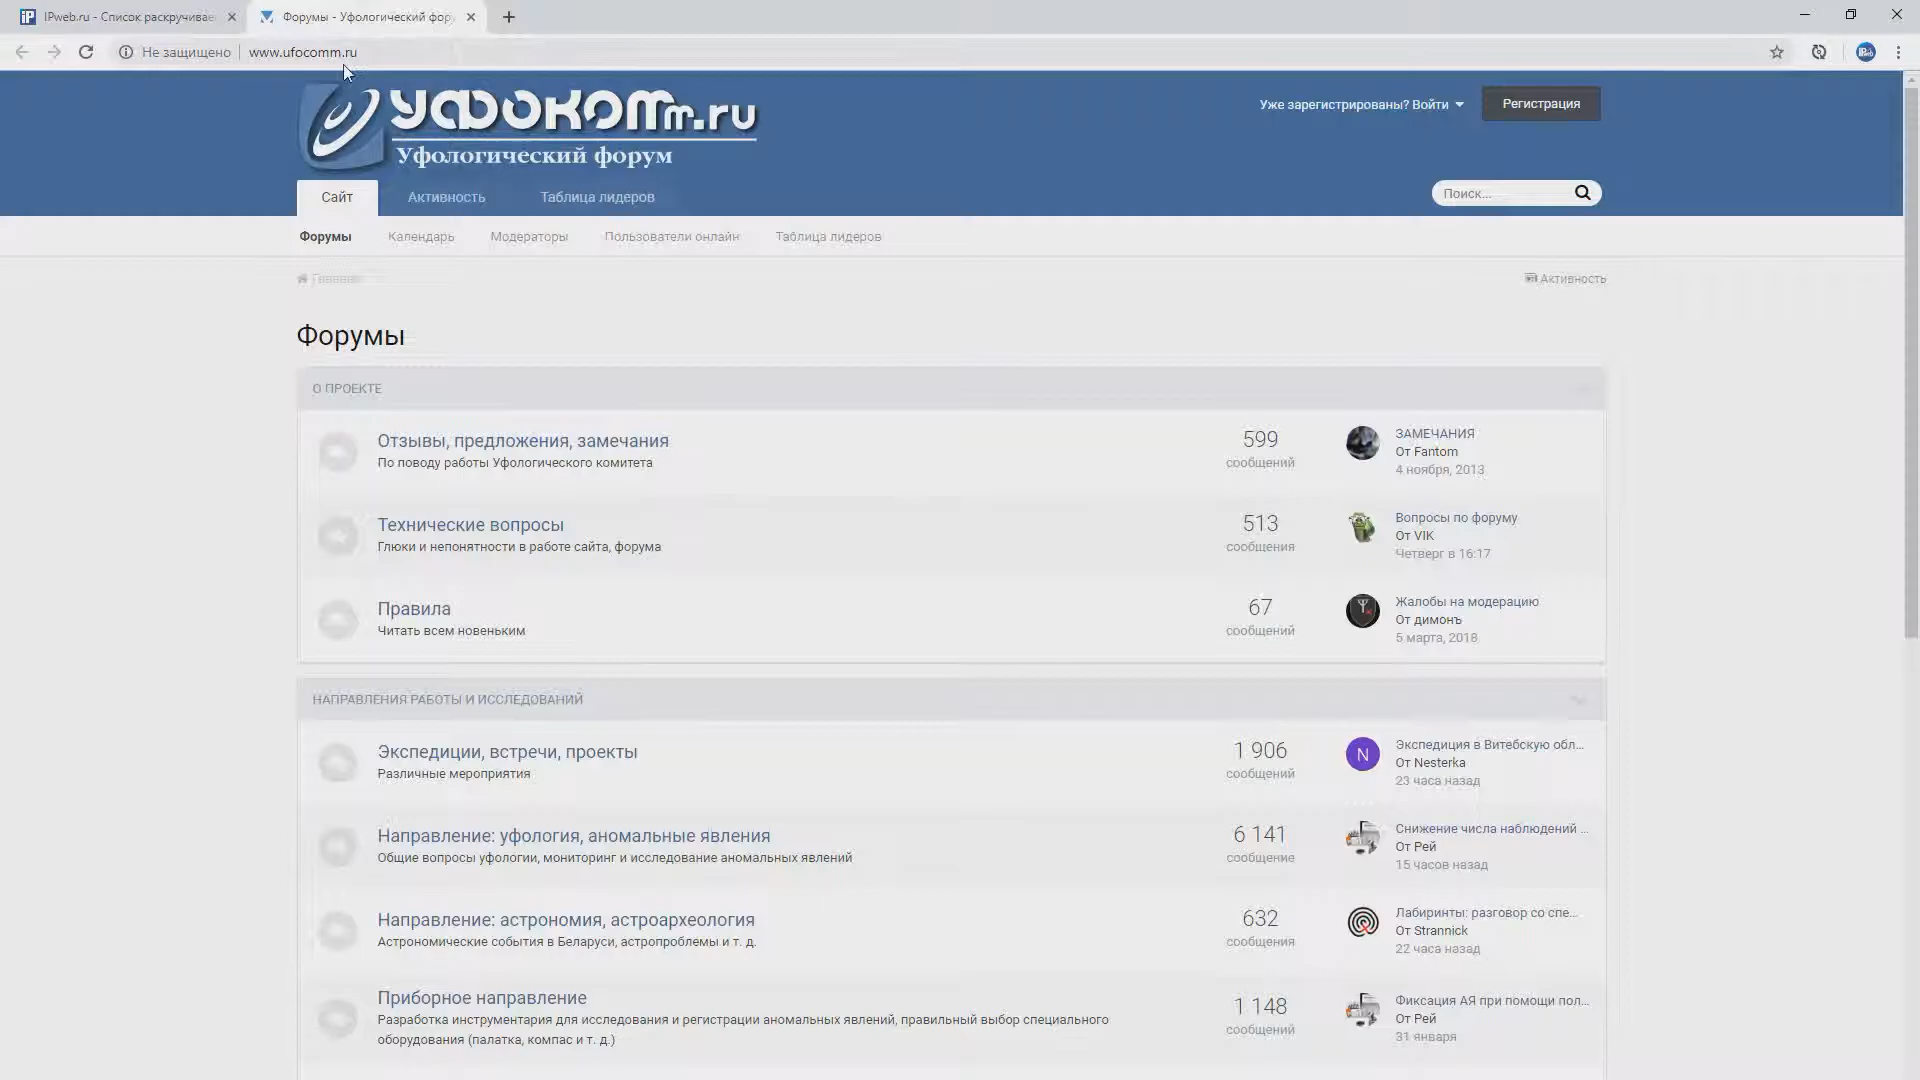 IPweb.ru - Список раскручивае
Форумы - Уфологический фору
Не защищено
www.ufocomm.ru
уфокомm.ru
Уфологический форум
Уже зарегистрированы? Войти
Регистрация
Сайт
Активность
Таблица лидеров
Поиск...
Форумы
Календарь
Модераторы
Пользователи онлайн
Таблица лидеров
Главная
Активность
Форумы
О ПРОЕКТЕ
Отзывы, предложения, замечания
По поводу работы Уфологического комитета
599
сообщений
ЗАМЕЧАНИЯ
От Fantom
4 ноября, 2013
Технические вопросы
Глюки и непонятности в работе сайта, форума
513
сообщения
Вопросы по форуму
От VIK
Четверг в 16:17
Правила
Читать всем новеньким
67
сообщений
Жалобы на модерацию
От димонъ
5 марта, 2018
НАПРАВЛЕНИЯ РАБОТЫ И ИССЛЕДОВАНИЙ
Экспедиции, встречи, проекты
Различные мероприятия
1 906
сообщений
N
Экспедиция в Витебскую обл...
От Nesterka
23 часа назад
Направление: уфология, аномальные явления
Общие вопросы уфологии, мониторинг и исследование аномальных явлений
6 141
сообщение
Снижение числа наблюдений ...
От Рей
15 часов назад
Направление: астрономия, астроархеология
Астрономические события в Беларуси, астропроблемы и т. д.
632
сообщения
Лабиринты: разговор со спе...
От Strannick
22 часа назад
Приборное направление
Разработка инструментария для исследования и регистрации аномальных явлений, правильный выбор специального
оборудования (палатка, компас и т. д.)
1 148
сообщений
Фиксация АЯ при помощи пол...
От Рей
31 января